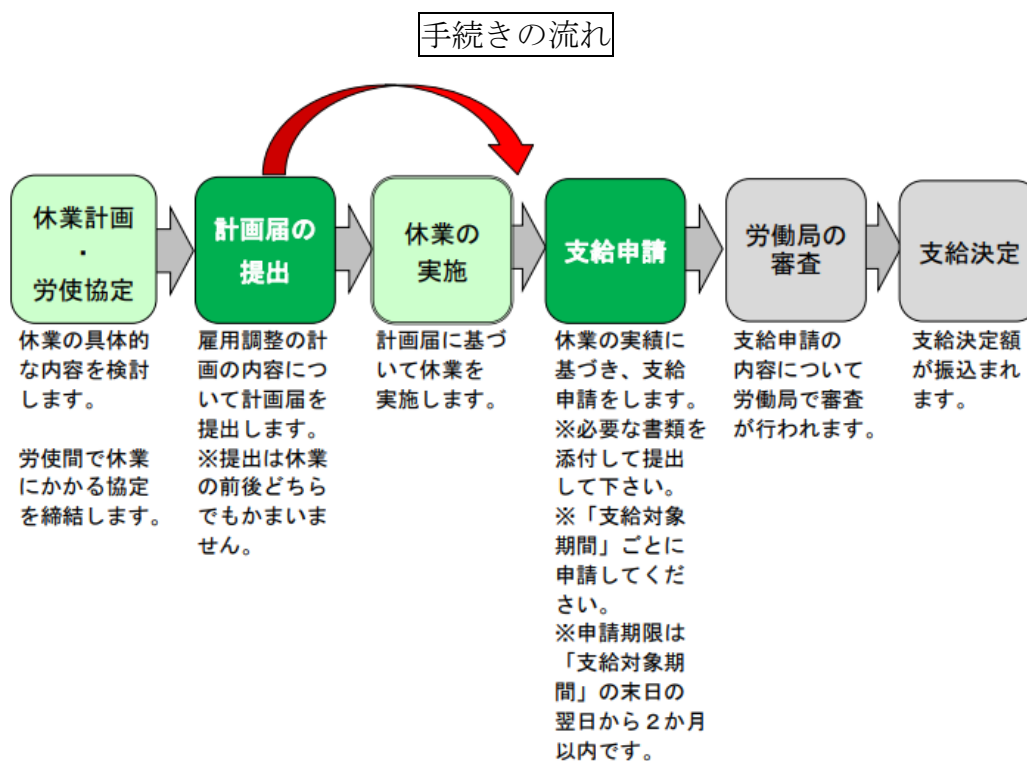 手続きの流れ
休業計画
・
労使協定
休業の具体的
な内容を検討
します。
労使間で休業
にかかる協定
を締結します。
計画届の
提出
雇用調整の計
画の内容につ
いて計画届を
提出します。
※提出は休業
の前後どちら
でもかまいま
せん。
休業の
実施
計画届に基づ
いて休業を
実施します。
支給申請
休業の実績に
基づき、支給
申請をします。
※必要な書類を
添付して提出
して下さい。
※「支給対象
期間」ごとに
申請してくだ
さい。
※申請期限は
「支給対象期
間」の末日の
翌日から２か月
以内です。
労働局の
審査
支給申請の
内容について
労働局で審査
が行われます。
支給決定
支給決定額
が振込まれ
ます。